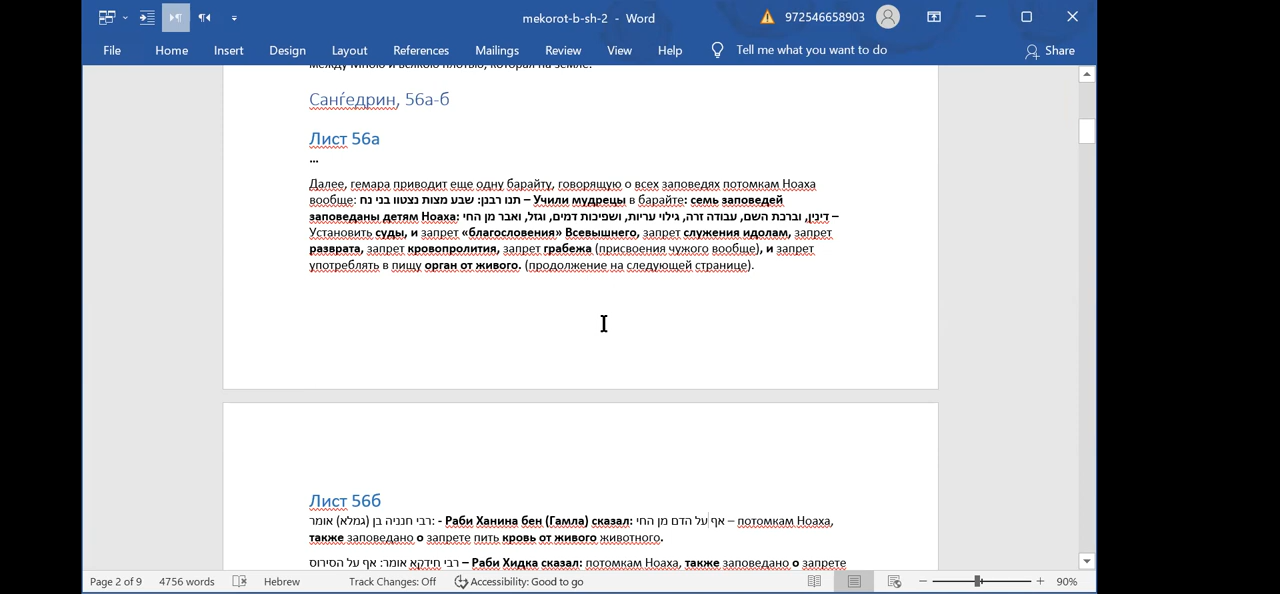 mekorot-b-sh-2 - Word
972546658903
File Home Insert Design Layout References Mailings Review View Help Tell me what you want to do Share
между Мною и всякою плотью, которая на земле.
Санѓедрин, 56а-б
Лист 56а
...
Далее, гемара приводит еще одну барайту, говорящую о всех заповедях потомкам Ноаха
вообще: תנו רבנן: שבע מצות נצטוו בני נח – Учили мудрецы в барайте: семь заповедей
заповеданы детям Ноаха: דינין, וברכת השם, עבודה זרה, גילוי עריות, ושפיכות דמים, וגזל, ואבר מן החי –
Установить суды, и запрет «благословения» Всевышнего, запрет служения идолам, запрет
разврата, запрет кровопролития, запрет грабежа (присвоения чужого вообще), и запрет
употреблять в пищу орган от живого. (продолжение на следующей странице).
Лист 56б
רבי חנניה בן (גמלא) אומר: - Раби Ханина бен (Гамла) сказал: אף על הדם מן החי – потомкам Ноаха,
также заповедано о запрете пить кровь от живого животного.
רבי חידקא אומר: אף על הסירוס – Раби Хидка сказал: потомкам Ноаха, также заповедано о запрете
Page 2 of 9 4756 words Hebrew Track Changes: Off Accessibility: Good to go 90%